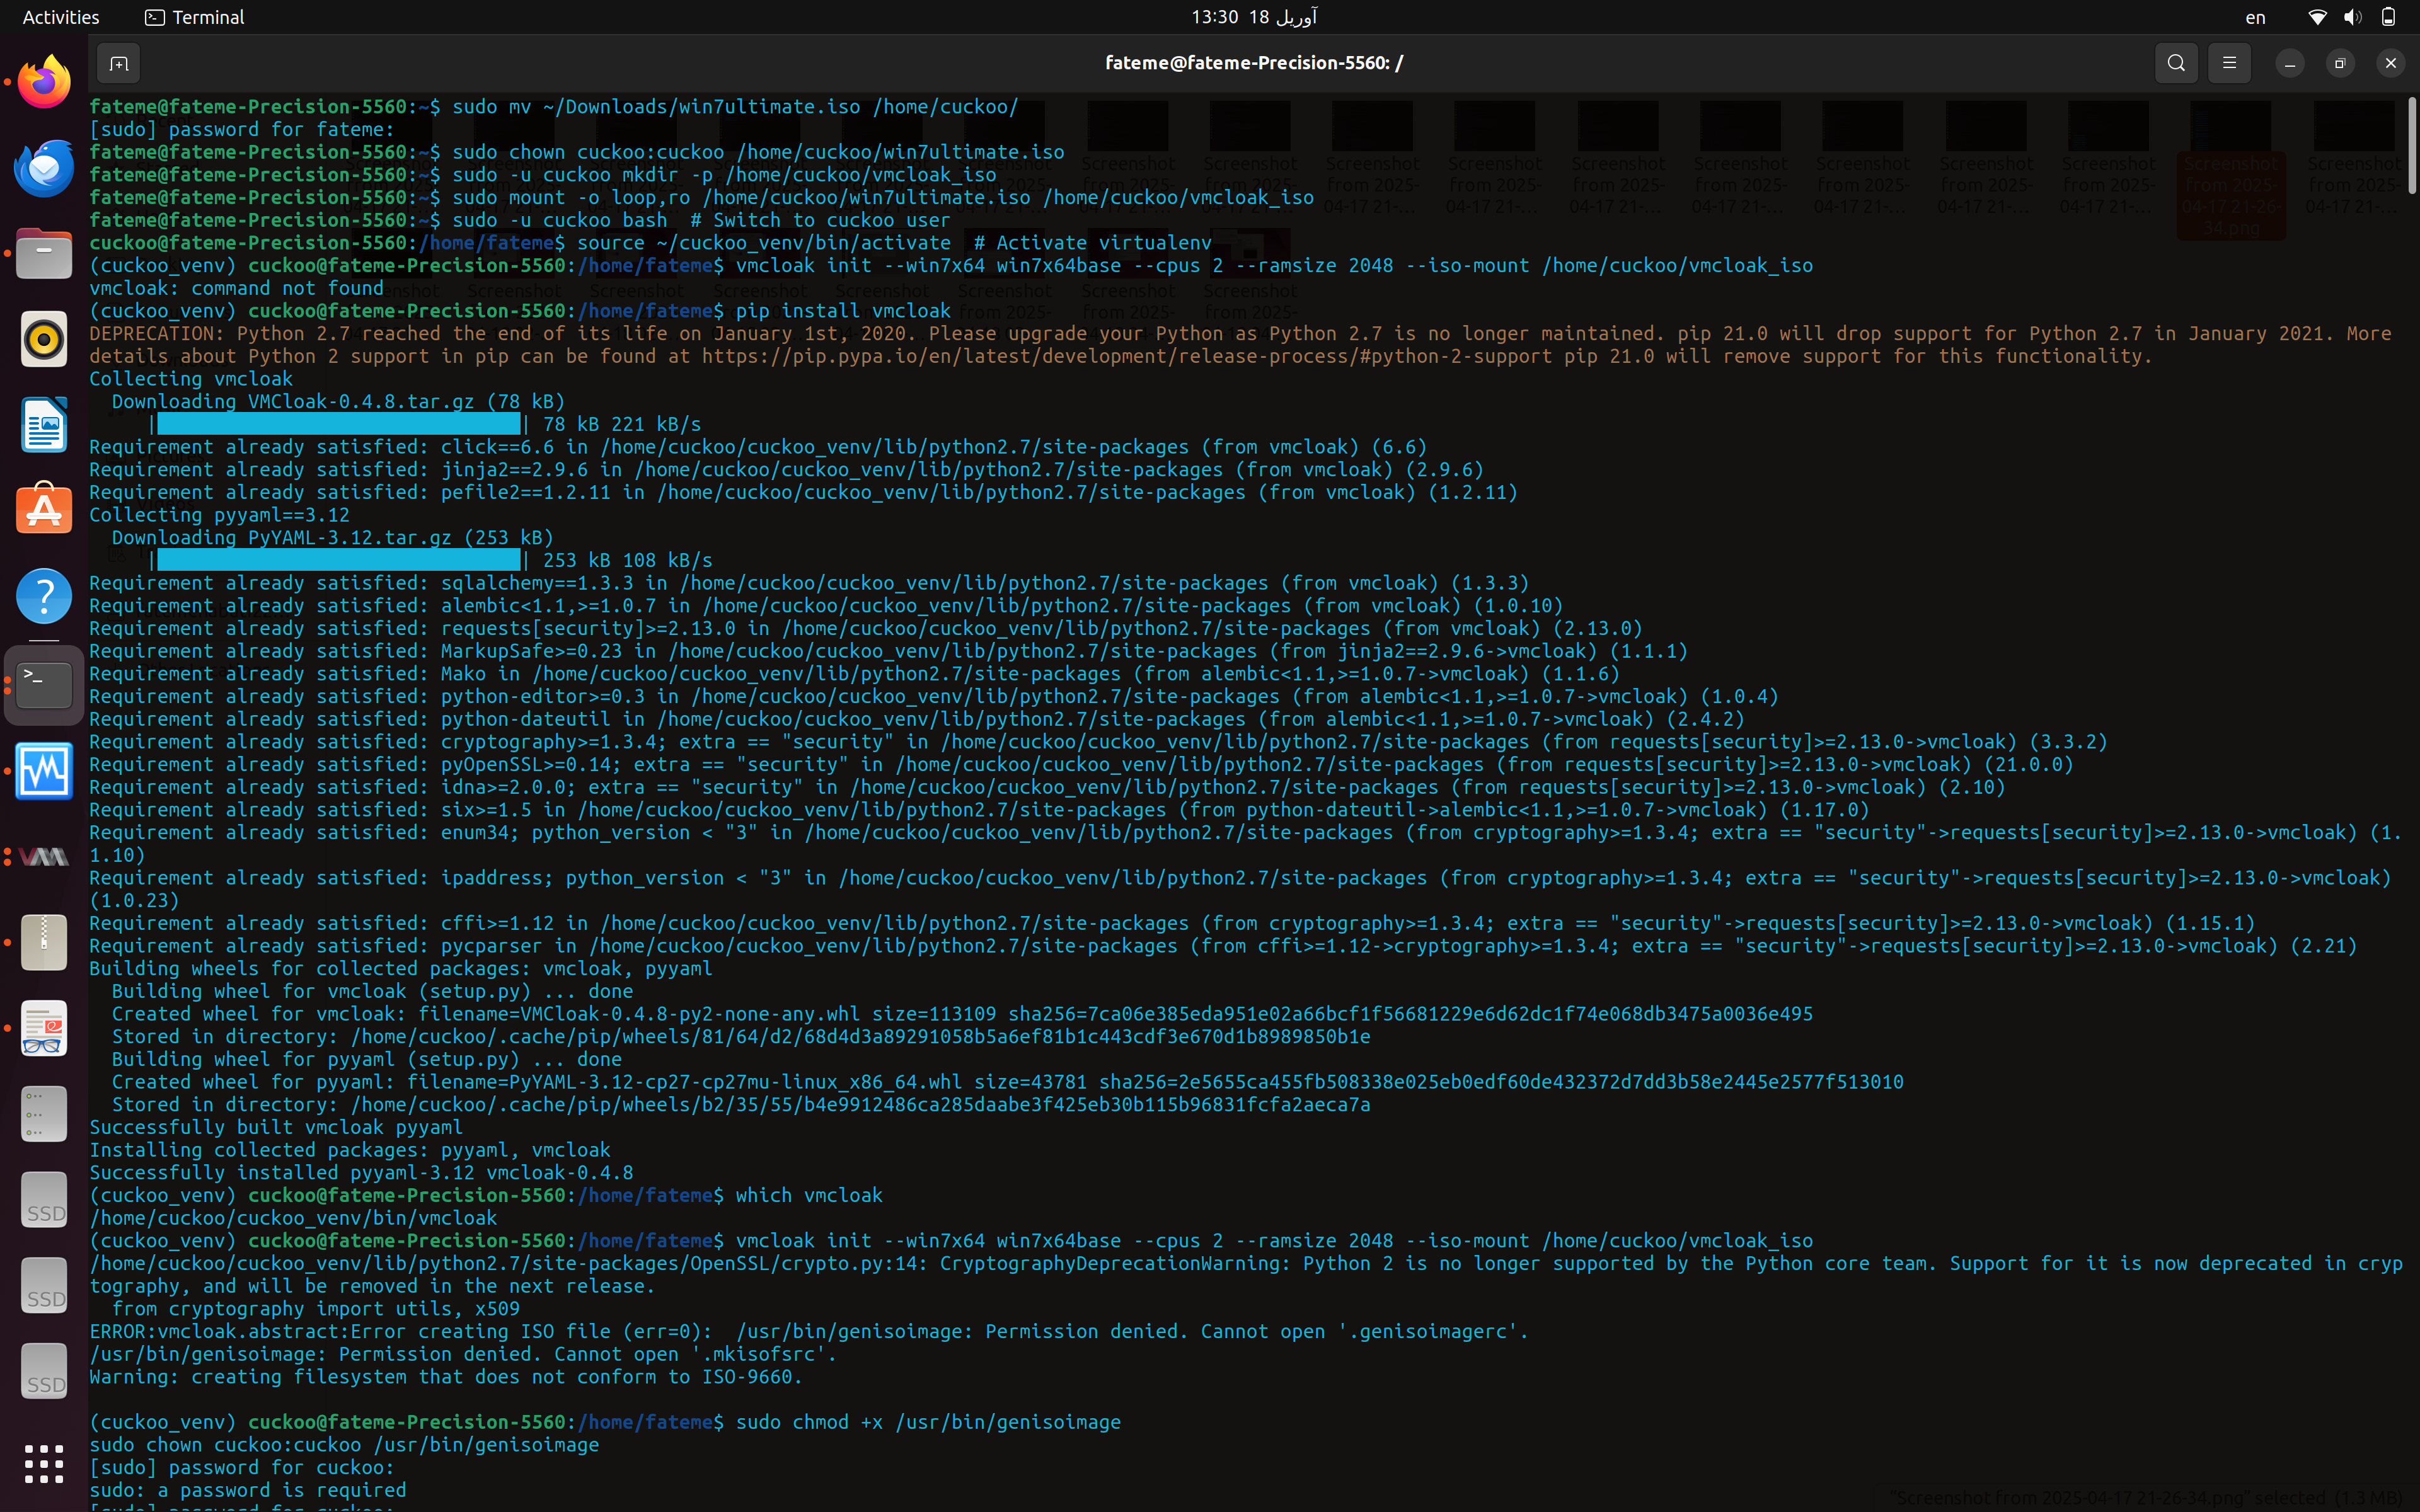 Activities
Terminal
13:30 18 آوریل
en
fateme@fateme-Precision-5560: /
fateme@fateme-Precision-5560:~$ sudo mv ~/Downloads/win7ultimate.iso /home/cuckoo/
[sudo] password for fateme:
fateme@fateme-Precision-5560:~$ sudo chown cuckoo:cuckoo /home/cuckoo/win7ultimate.iso
fateme@fateme-Precision-5560:~$ sudo -u cuckoo mkdir -p /home/cuckoo/vmcloak_iso
fateme@fateme-Precision-5560:~$ sudo mount -o loop,ro /home/cuckoo/win7ultimate.iso /home/cuckoo/vmcloak_iso
fateme@fateme-Precision-5560:~$ sudo -u cuckoo bash  # Switch to cuckoo user
cuckoo@fateme-Precision-5560:/home/fateme$ source ~/cuckoo_venv/bin/activate  # Activate virtualenv
(cuckoo_venv) cuckoo@fateme-Precision-5560:/home/fateme$ vmcloak init --win7x64 win7x64base --cpus 2 --ramsize 2048 --iso-mount /home/cuckoo/vmcloak_iso
vmcloak: command not found
(cuckoo_venv) cuckoo@fateme-Precision-5560:/home/fateme$ pip install vmcloak
DEPRECATION: Python 2.7 reached the end of its life on January 1st, 2020. Please upgrade your Python as Python 2.7 is no longer maintained. pip 21.0 will drop support for Python 2.7 in January 2021. More
details about Python 2 support in pip can be found at https://pip.pypa.io/en/latest/development/release-process/#python-2-support pip 21.0 will remove support for this functionality.
Collecting vmcloak
  Downloading VMCloak-0.4.8.tar.gz (78 kB)
     |                                | 78 kB 221 kB/s
Requirement already satisfied: click==6.6 in /home/cuckoo/cuckoo_venv/lib/python2.7/site-packages (from vmcloak) (6.6)
Requirement already satisfied: jinja2==2.9.6 in /home/cuckoo/cuckoo_venv/lib/python2.7/site-packages (from vmcloak) (2.9.6)
Requirement already satisfied: pefile2==1.2.11 in /home/cuckoo/cuckoo_venv/lib/python2.7/site-packages (from vmcloak) (1.2.11)
Collecting pyyaml==3.12
  Downloading PyYAML-3.12.tar.gz (253 kB)
     |                                | 253 kB 108 kB/s
Requirement already satisfied: sqlalchemy==1.3.3 in /home/cuckoo/cuckoo_venv/lib/python2.7/site-packages (from vmcloak) (1.3.3)
Requirement already satisfied: alembic<1.1,>=1.0.7 in /home/cuckoo/cuckoo_venv/lib/python2.7/site-packages (from vmcloak) (1.0.10)
Requirement already satisfied: requests[security]>=2.13.0 in /home/cuckoo/cuckoo_venv/lib/python2.7/site-packages (from vmcloak) (2.13.0)
Requirement already satisfied: MarkupSafe>=0.23 in /home/cuckoo/cuckoo_venv/lib/python2.7/site-packages (from jinja2==2.9.6->vmcloak) (1.1.1)
Requirement already satisfied: Mako in /home/cuckoo/cuckoo_venv/lib/python2.7/site-packages (from alembic<1.1,>=1.0.7->vmcloak) (1.1.6)
Requirement already satisfied: python-editor>=0.3 in /home/cuckoo/cuckoo_venv/lib/python2.7/site-packages (from alembic<1.1,>=1.0.7->vmcloak) (1.0.4)
Requirement already satisfied: python-dateutil in /home/cuckoo/cuckoo_venv/lib/python2.7/site-packages (from alembic<1.1,>=1.0.7->vmcloak) (2.4.2)
Requirement already satisfied: cryptography>=1.3.4; extra == "security" in /home/cuckoo/cuckoo_venv/lib/python2.7/site-packages (from requests[security]>=2.13.0->vmcloak) (3.3.2)
Requirement already satisfied: pyOpenSSL>=0.14; extra == "security" in /home/cuckoo/cuckoo_venv/lib/python2.7/site-packages (from requests[security]>=2.13.0->vmcloak) (21.0.0)
Requirement already satisfied: idna>=2.0.0; extra == "security" in /home/cuckoo/cuckoo_venv/lib/python2.7/site-packages (from requests[security]>=2.13.0->vmcloak) (2.10)
Requirement already satisfied: six>=1.5 in /home/cuckoo/cuckoo_venv/lib/python2.7/site-packages (from python-dateutil->alembic<1.1,>=1.0.7->vmcloak) (1.17.0)
Requirement already satisfied: enum34; python_version < "3" in /home/cuckoo/cuckoo_venv/lib/python2.7/site-packages (from cryptography>=1.3.4; extra == "security"->requests[security]>=2.13.0->vmcloak) (1.
1.10)
Requirement already satisfied: ipaddress; python_version < "3" in /home/cuckoo/cuckoo_venv/lib/python2.7/site-packages (from cryptography>=1.3.4; extra == "security"->requests[security]>=2.13.0->vmcloak)
(1.0.23)
Requirement already satisfied: cffi>=1.12 in /home/cuckoo/cuckoo_venv/lib/python2.7/site-packages (from cryptography>=1.3.4; extra == "security"->requests[security]>=2.13.0->vmcloak) (1.15.1)
Requirement already satisfied: pycparser in /home/cuckoo/cuckoo_venv/lib/python2.7/site-packages (from cffi>=1.12->cryptography>=1.3.4; extra == "security"->requests[security]>=2.13.0->vmcloak) (2.21)
Building wheels for collected packages: vmcloak, pyyaml
  Building wheel for vmcloak (setup.py) ... done
  Created wheel for vmcloak: filename=VMCloak-0.4.8-py2-none-any.whl size=113109 sha256=7ca06e385eda951e02a66bcf1f56681229e6d62dc1f74e068db3475a0036e495
  Stored in directory: /home/cuckoo/.cache/pip/wheels/81/64/d2/68d4d3a89291058b5a6ef81b1c443cdf3e670d1b8989850b1e
  Building wheel for pyyaml (setup.py) ... done
  Created wheel for pyyaml: filename=PyYAML-3.12-cp27-cp27mu-linux_x86_64.whl size=43781 sha256=2e5655ca455fb508338e025eb0edf60de432372d7dd3b58e2445e2577f513010
  Stored in directory: /home/cuckoo/.cache/pip/wheels/b2/35/55/b4e9912486ca285daabe3f425eb30b115b96831fcfa2aeca7a
Successfully built vmcloak pyyaml
Installing collected packages: pyyaml, vmcloak
Successfully installed pyyaml-3.12 vmcloak-0.4.8
(cuckoo_venv) cuckoo@fateme-Precision-5560:/home/fateme$ which vmcloak
/home/cuckoo/cuckoo_venv/bin/vmcloak
(cuckoo_venv) cuckoo@fateme-Precision-5560:/home/fateme$ vmcloak init --win7x64 win7x64base --cpus 2 --ramsize 2048 --iso-mount /home/cuckoo/vmcloak_iso
/home/cuckoo/cuckoo_venv/lib/python2.7/site-packages/OpenSSL/crypto.py:14: CryptographyDeprecationWarning: Python 2 is no longer supported by the Python core team. Support for it is now deprecated in cryp
tography, and will be removed in the next release.
  from cryptography import utils, x509
ERROR:vmcloak.abstract:Error creating ISO file (err=0):  /usr/bin/genisoimage: Permission denied. Cannot open '.genisoimagerc'.
/usr/bin/genisoimage: Permission denied. Cannot open '.mkisofsrc'.
Warning: creating filesystem that does not conform to ISO-9660.
(cuckoo_venv) cuckoo@fateme-Precision-5560:/home/fateme$ sudo chmod +x /usr/bin/genisoimage
sudo chown cuckoo:cuckoo /usr/bin/genisoimage
[sudo] password for cuckoo:
sudo: a password is required
[sudo] password for cuckoo:
"Screenshot from 2025-04-17 21-26-34.png" selected (1.3 MB)
SSD
SSD
SSD